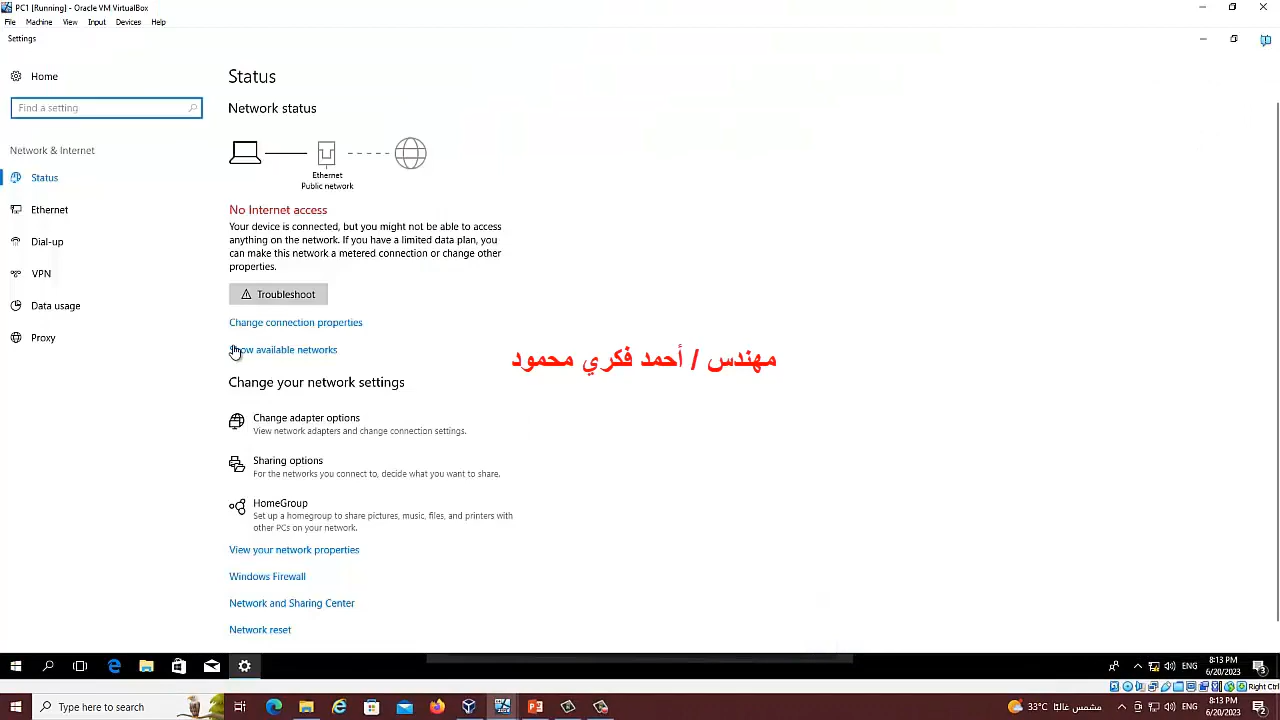 PC1 [Running] - Oracle VM VirtualBox
File Machine View Input Devices Help
Settings
Home
Find a setting
Network & Internet
Status
Ethernet
Dial-up
VPN
Data usage
Proxy
Status
Network status
Ethernet
Public network
No Internet access
Your device is connected, but you might not be able to access
anything on the network. If you have a limited data plan, you
can make this network a metered connection or change other
properties.
Troubleshoot
Change connection properties
Show available networks
مهندس / أحمد فكري محمود
Change your network settings
Change adapter options
View network adapters and change connection settings.
Sharing options
For the networks you connect to, decide what you want to share.
HomeGroup
Set up a homegroup to share pictures, music, files, and printers with
other PCs on your network.
View your network properties
Windows Firewall
Network and Sharing Center
Network reset
ENG
8:13 PM
6/20/2023
3
Right Ctrl
Type here to search
33°C مشمس غالبًا
ENG
8:13 PM
6/20/2023
2